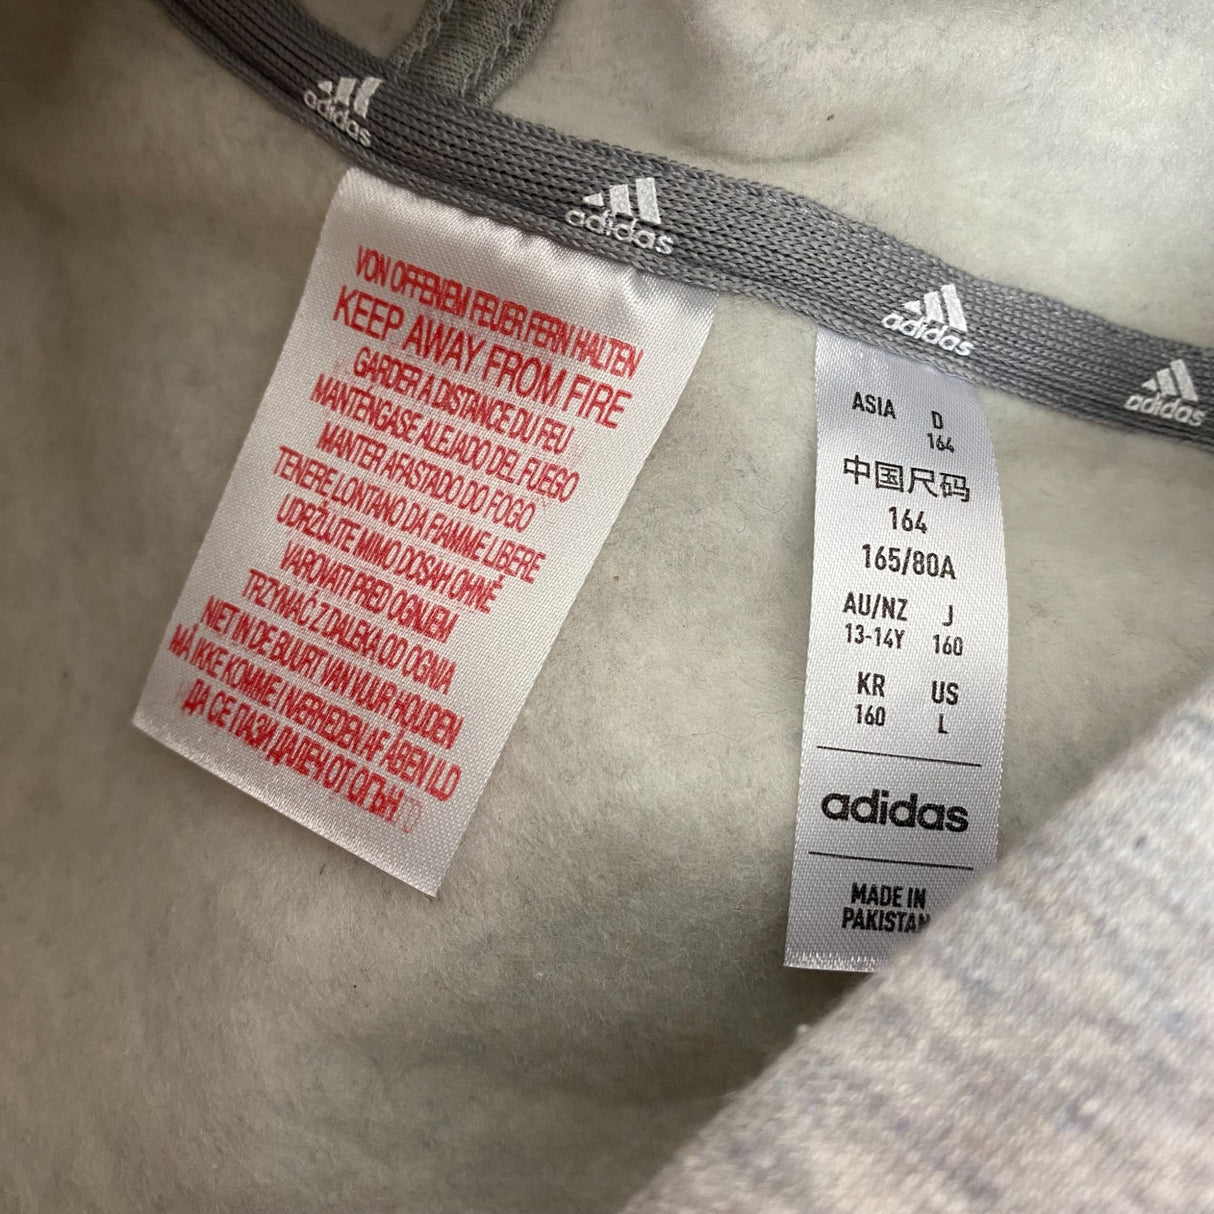 adidas
adidas
adidas
adidas
VON OFFENEM FEUER FERN HALTEN
KEEP AWAY FROM FIRE
GARDER A DISTANCE DU FEU
MANTÉNGASE ALEJADO DEL FUEGO
MANTER AFASTADO DO FOGO
TENERE LONTANO DA FIAMME LIBERE
UDRŽUJTE MIMO DOSAH OHNĚ
VAROVATI PRED OGNJEM
TRZYMAĆ Z DALEKA OD OGNIA
NIET IN DE BUURT VAN VUUR HOUDEN
MÅ IKKE KOMME I NÆRHEDEN AF ÅBEN ILD
ДА СЕ ПАЗИ ДАЛЕЧ ОТ ОГЪН
ASIA D
164
中国尺码
164
165/80A
AU/NZ J
13-14Y 160
KR US
160 L
adidas
MADE IN
PAKISTAN